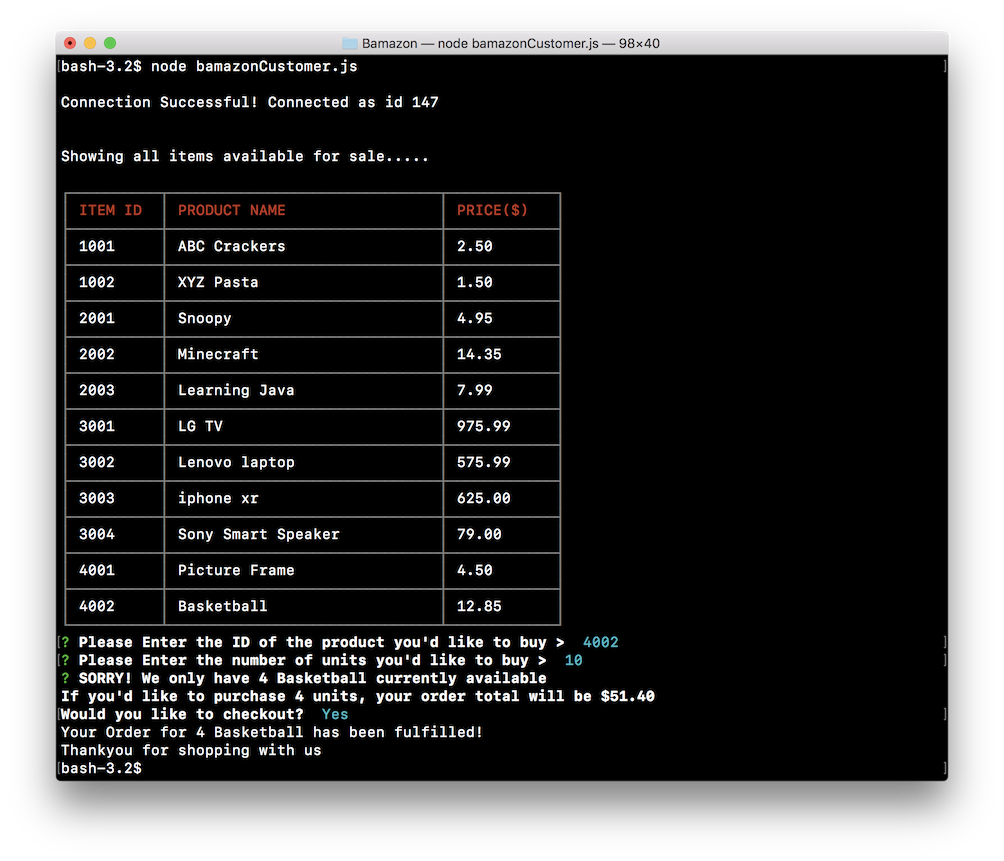 Bamazon — node bamazonCustomer.js — 98×40
[bash-3.2$ node bamazonCustomer.js ]
Connection Successful! Connected as id 147
Showing all items available for sale.....
ITEM ID PRODUCT NAME PRICE($)
1001 ABC Crackers 2.50
1002 XYZ Pasta 1.50
2001 Snoopy 4.95
2002 Minecraft 14.35
2003 Learning Java 7.99
3001 LG TV 975.99
3002 Lenovo laptop 575.99
3003 iphone xr 625.00
3004 Sony Smart Speaker 79.00
4001 Picture Frame 4.50
4002 Basketball 12.85
[? Please Enter the ID of the product you'd like to buy > 4002 ]
[? Please Enter the number of units you'd like to buy > 10 ]
? SORRY! We only have 4 Basketball currently available
If you'd like to purchase 4 units, your order total will be $51.40
[Would you like to checkout? Yes ]
Your Order for 4 Basketball has been fulfilled!
Thankyou for shopping with us
[bash-3.2$ ]